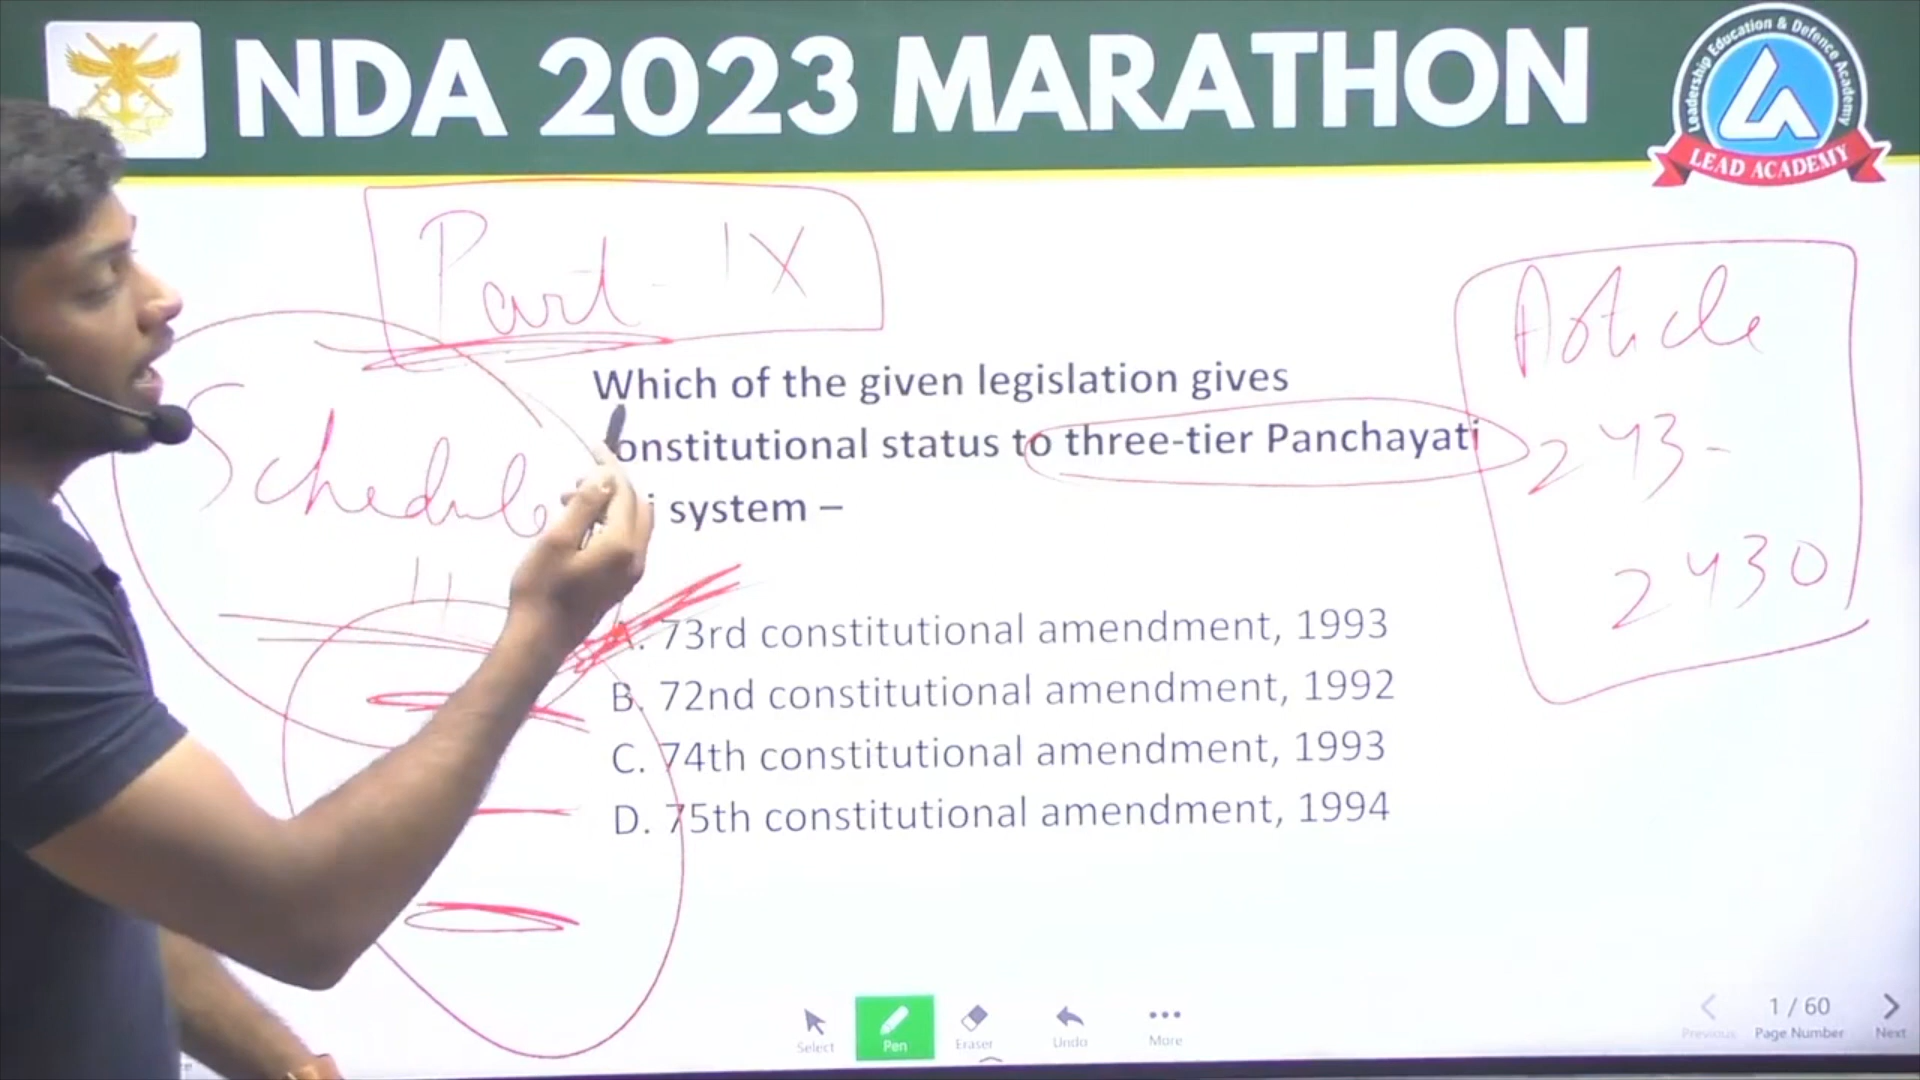 NDA 2023 MARATHON
Leadership Education & Defence Academy
LEAD ACADEMY
Part - IX
Article
243 -
243O
Schedule
11
Which of the given legislation gives
onstitutional status to three-tier Panchayati
system –
A. 73rd constitutional amendment, 1993
B. 72nd constitutional amendment, 1992
C. 74th constitutional amendment, 1993
D. 75th constitutional amendment, 1994
Select
Pen
Eraser
Undo
More
Previous
1 / 60
Page Number
Next